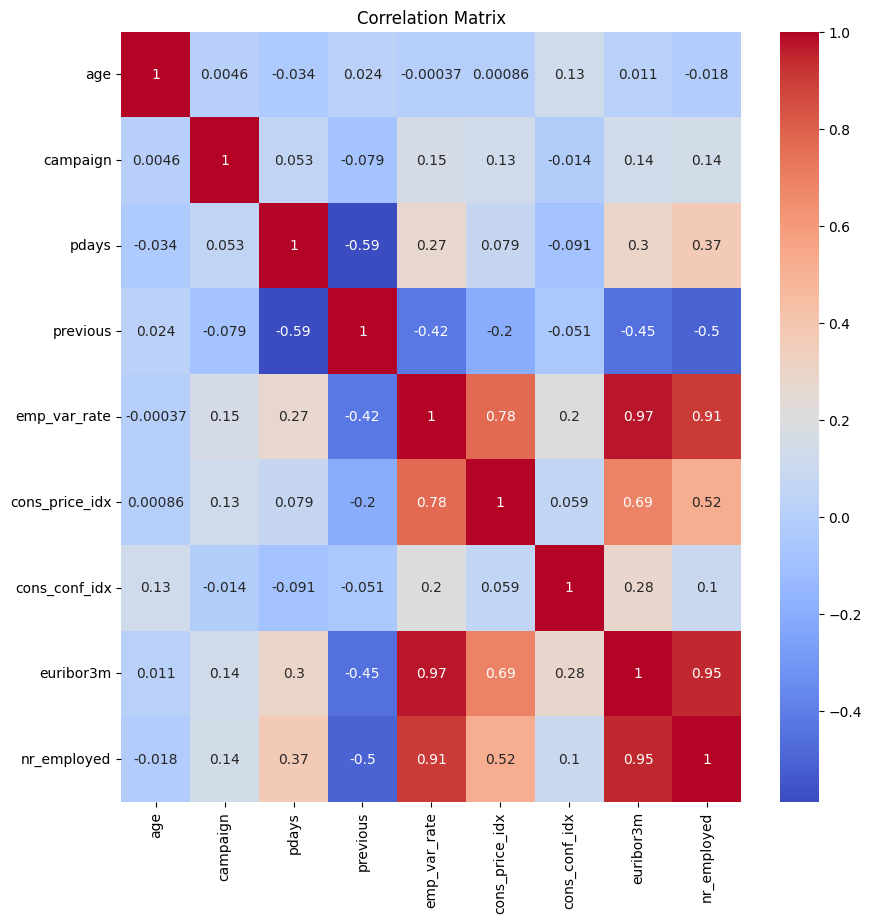 Correlation Matrix
age 1 0.0046 -0.034 0.024 -0.00037 0.00086 0.13 0.011 -0.018
campaign 0.0046 1 0.053 -0.079 0.15 0.13 -0.014 0.14 0.14
pdays -0.034 0.053 1 -0.59 0.27 0.079 -0.091 0.3 0.37
previous 0.024 -0.079 -0.59 1 -0.42 -0.2 -0.051 -0.45 -0.5
emp_var_rate -0.00037 0.15 0.27 -0.42 1 0.78 0.2 0.97 0.91
cons_price_idx 0.00086 0.13 0.079 -0.2 0.78 1 0.059 0.69 0.52
cons_conf_idx 0.13 -0.014 -0.091 -0.051 0.2 0.059 1 0.28 0.1
euribor3m 0.011 0.14 0.3 -0.45 0.97 0.69 0.28 1 0.95
nr_employed -0.018 0.14 0.37 -0.5 0.91 0.52 0.1 0.95 1
age campaign pdays previous emp_var_rate cons_price_idx cons_conf_idx euribor3m nr_employed
1.0
0.8
0.6
0.4
0.2
0.0
−0.2
−0.4